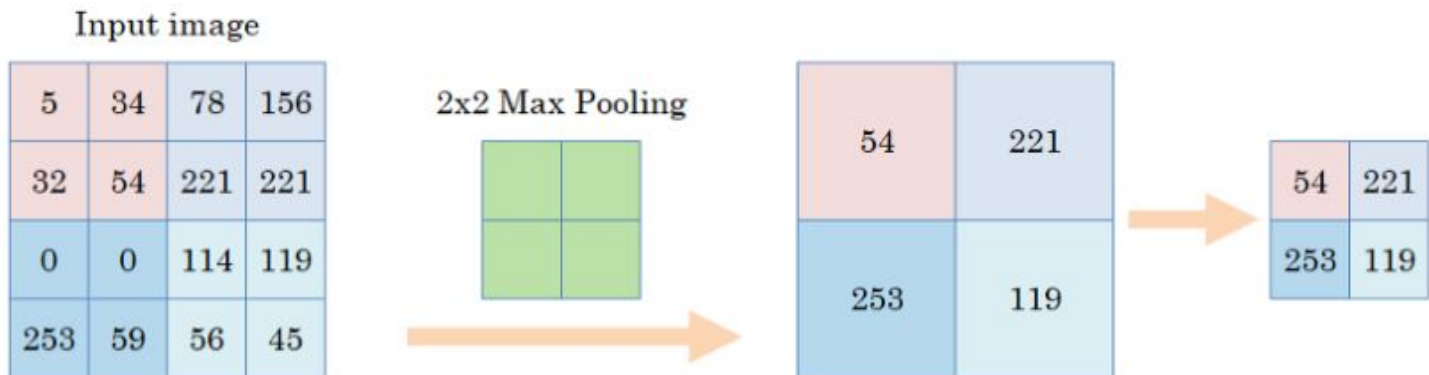 Input image
5 34 78 156
32 54 221 221
0 0 114 119
253 59 56 45
2x2 Max Pooling
54 221
253 119
54 221
253 119